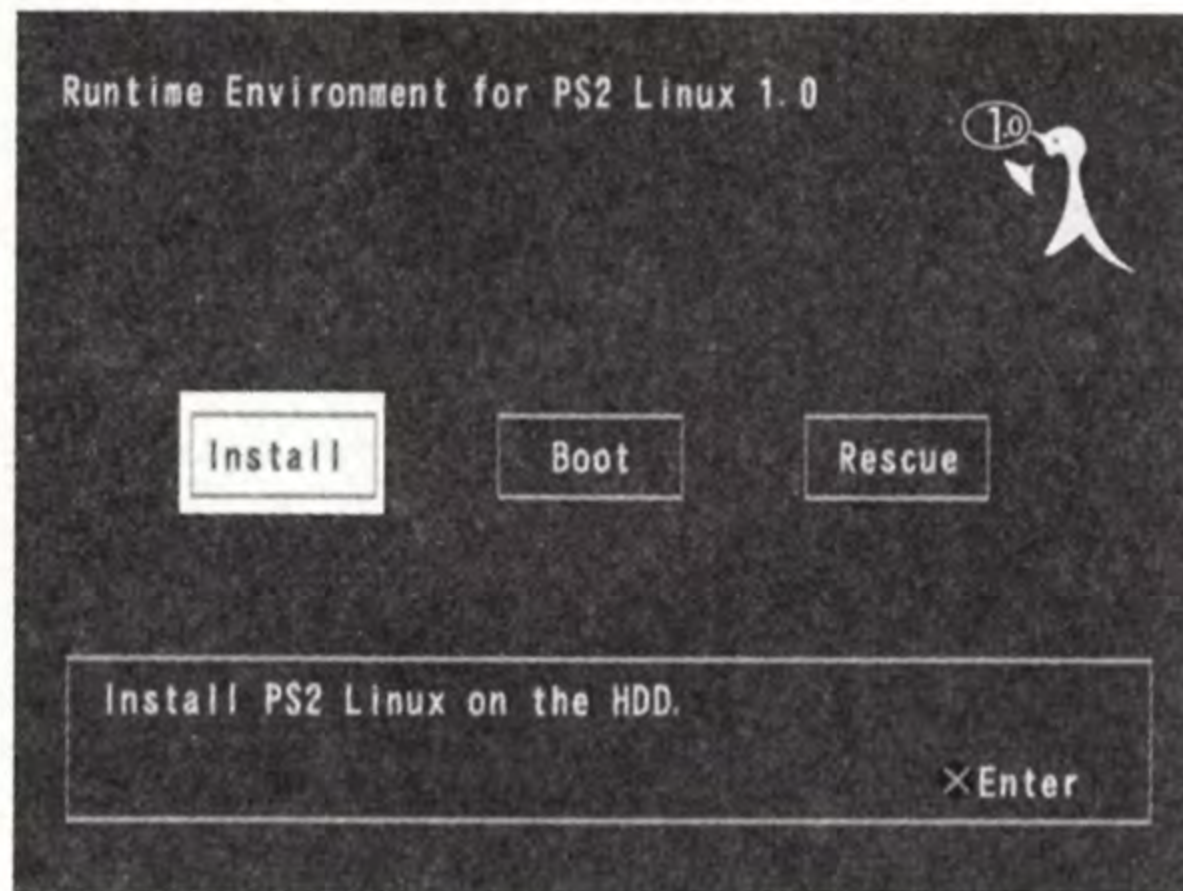 Runtime Environment for PS2 Linux 1.0
1.0
Install
Boot
Rescue
Install PS2 Linux on the HDD.
×Enter